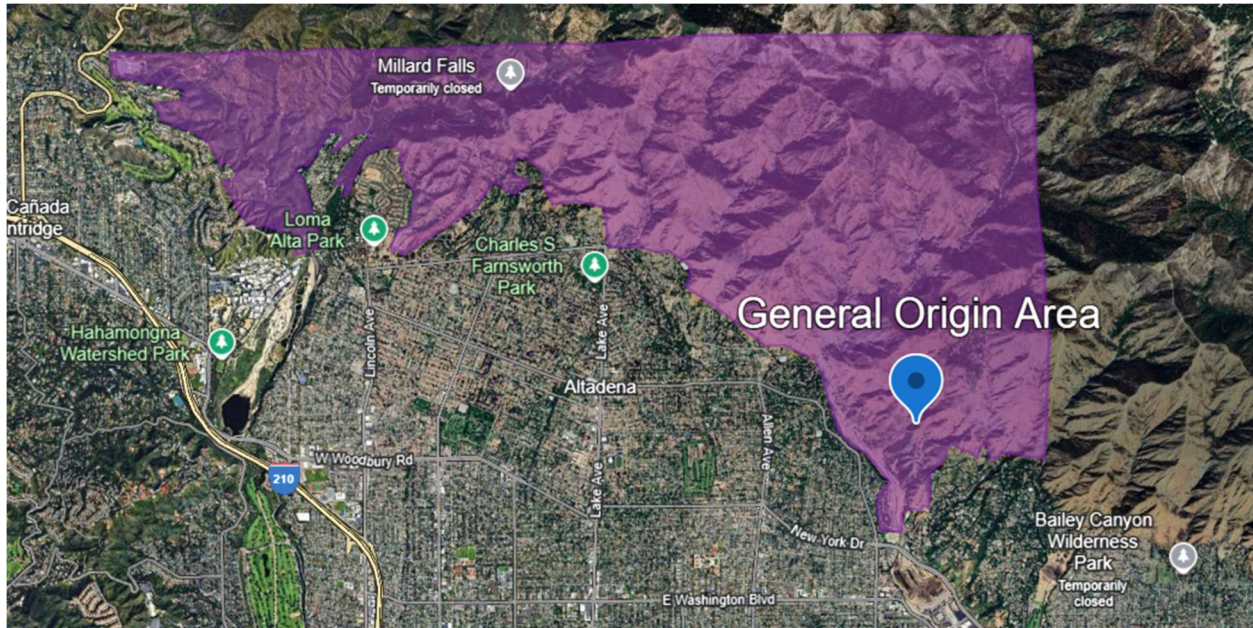 Millard Falls
Temporarily closed
Cañada
ntridge
Loma
Alta Park
Charles S
Farnsworth
Park
General Origin Area
Hahamongna
Watershed Park
Lincoln Ave
Lake Ave
Altadena
Allen Ave
W Woodbury Rd
210
Lake Ave
New York Dr
Bailey Canyon
Wilderness
Park
Temporarily
closed
E Washington Blvd